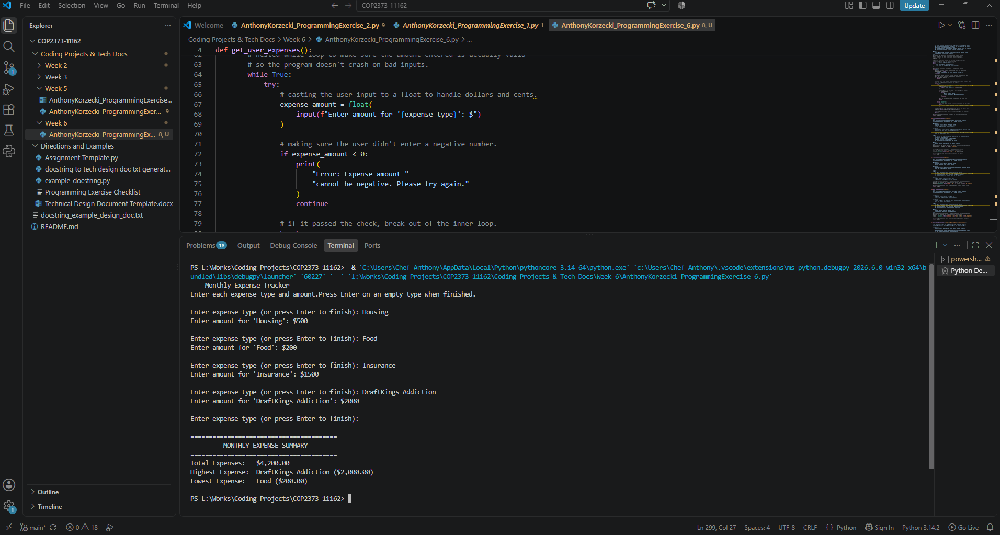 File Edit Selection View Go Run Terminal Help
COP2373-11162
Update
Explorer
COP2373-11162
Coding Projects & Tech Docs
Week 2
Week 3
Week 5
AnthonyKorzecki_ProgrammingExercise...
AnthonyKorzecki_ProgrammingExer... 9
Week 6
AnthonyKorzecki_ProgrammingEx... 8, U
Directions and Examples
Assignment Template.py
docstring to tech design doc txt generat...
example_docstring.py
Programming Exercise Checklist
Technical Design Document Template.docx
docstring_example_design_doc.txt
README.md
Outline
Timeline
Welcome AnthonyKorzecki_ProgrammingExercise_2.py 9 AnthonyKorzecki_ProgrammingExercise_1.py 1 AnthonyKorzecki_ProgrammingExercise_6.py 8, U
Coding Projects & Tech Docs > Week 6 > AnthonyKorzecki_ProgrammingExercise_6.py > ...
4 def get_user_expenses():
62 # nested while loop to make sure the amount entered is actually valid
63 # so the program doesn't crash on bad inputs.
64 while True:
65 try:
66 # casting the user input to a float to handle dollars and cents.
67 expense_amount = float(
68 input(f"Enter amount for '{expense_type}': $")
69 )
70
71 # making sure the user didn't enter a negative number.
72 if expense_amount < 0:
73 print(
74 "Error: Expense amount "
75 "cannot be negative. Please try again."
76 )
77 continue
78
79 # if it passed the check, break out of the inner loop.
Problems 18 Output Debug Console Terminal Ports
PS L:\Works\Coding Projects\COP2373-11162> & 'C:\Users\Chef Anthony\AppData\Local\Python\pythoncore-3.14-64\python.exe' 'c:\Users\Chef Anthony\.vscode\extensions\ms-python.debugpy-2026.6.0-win32-x64\b
undled\libs\debugpy\launcher' '60227' '--' 'l:\Works\Coding Projects\COP2373-11162\Coding Projects & Tech Docs\Week 6\AnthonyKorzecki_ProgrammingExercise_6.py'
--- Monthly Expense Tracker ---
Enter each expense type and amount.Press Enter on an empty type when finished.
Enter expense type (or press Enter to finish): Housing
Enter amount for 'Housing': $500
Enter expense type (or press Enter to finish): Food
Enter amount for 'Food': $200
Enter expense type (or press Enter to finish): Insurance
Enter amount for 'Insurance': $1500
Enter expense type (or press Enter to finish): DraftKings Addiction
Enter amount for 'DraftKings Addiction': $2000
Enter expense type (or press Enter to finish):
========================================
MONTHLY EXPENSE SUMMARY
========================================
Total Expenses: $4,200.00
Highest Expense: DraftKings Addiction ($2,000.00)
Lowest Expense: Food ($200.00)
========================================
PS L:\Works\Coding Projects\COP2373-11162>
powersh...
Python De...
main* 0 18
Ln 299, Col 27 Spaces: 4 UTF-8 CRLF { } Python Sign In Python 3.14.2 Go Live